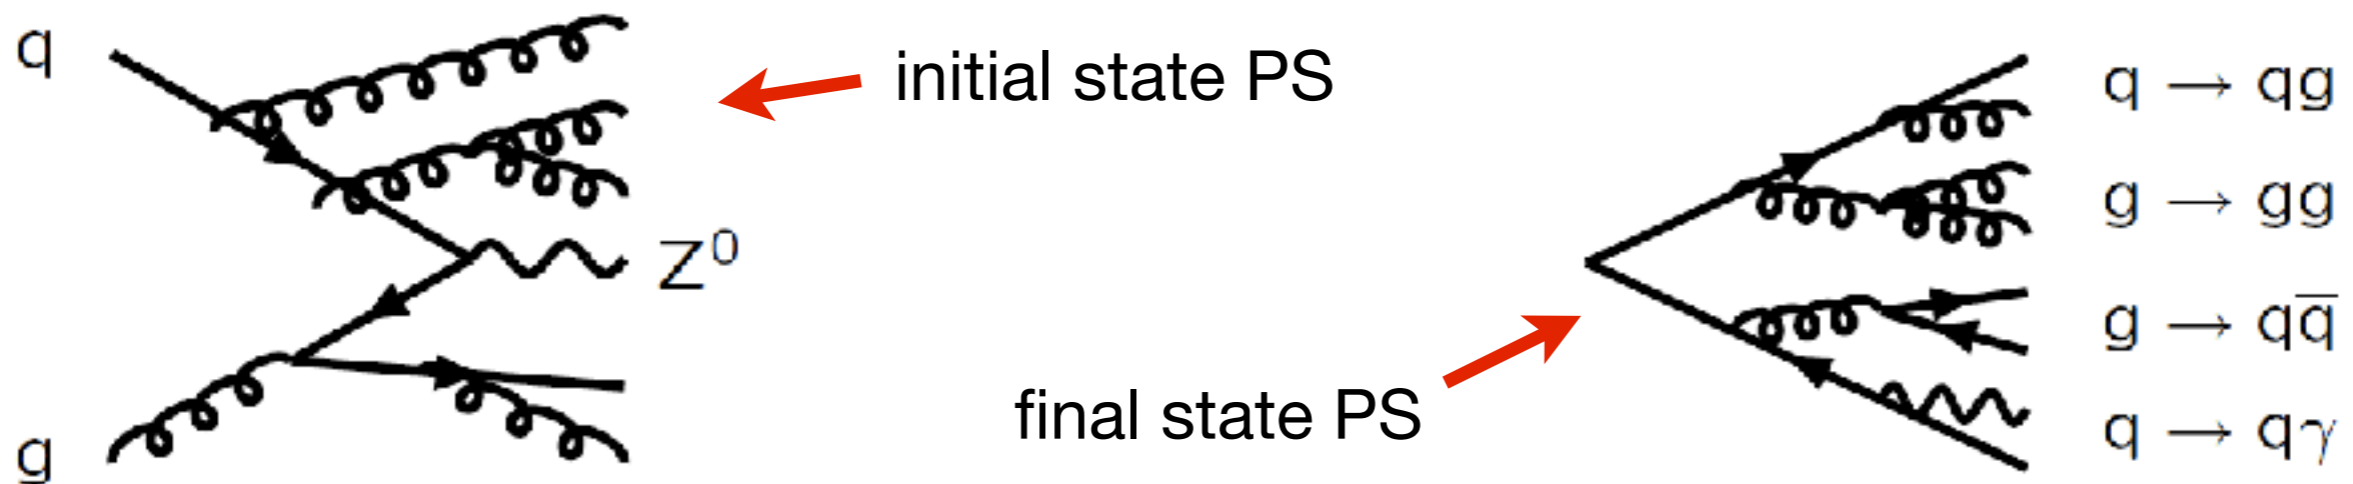 q
initial state PS
Z⁰
g
final state PS
q → qg
g → gg
g → qq̅
q → qγ